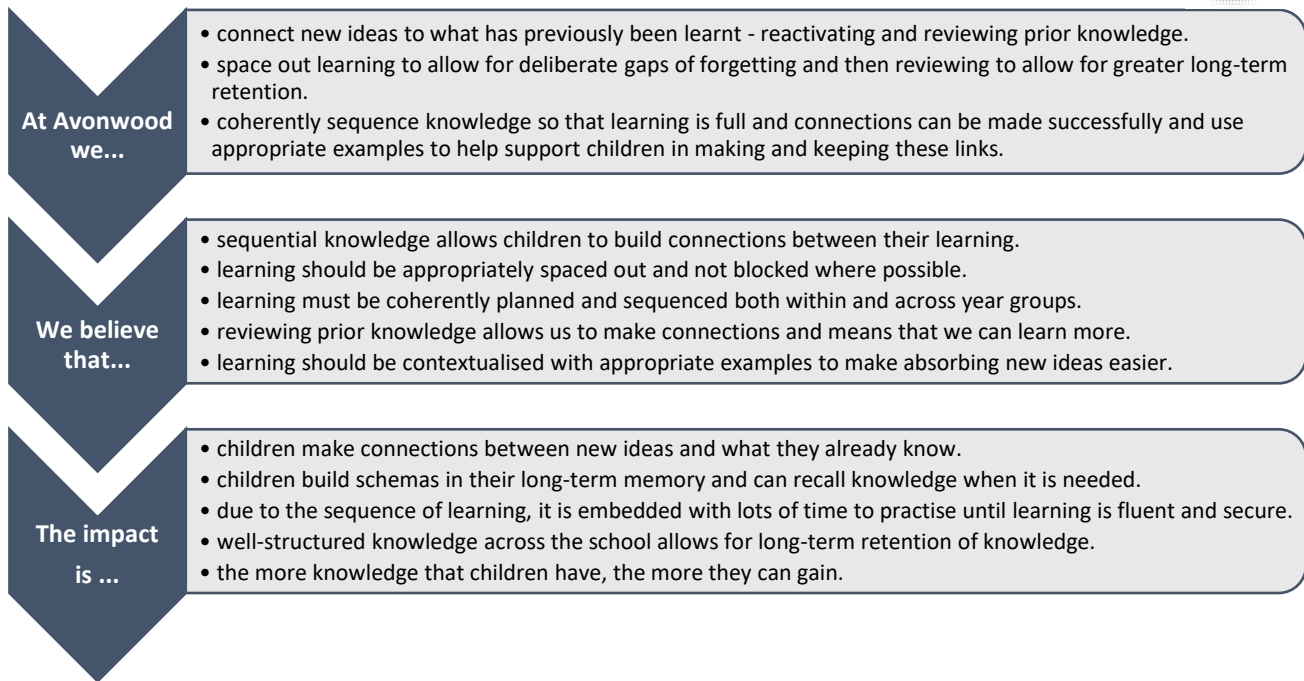 At Avonwood
we...
• connect new ideas to what has previously been learnt - reactivating and reviewing prior knowledge.
• space out learning to allow for deliberate gaps of forgetting and then reviewing to allow for greater long-term
retention.
• coherently sequence knowledge so that learning is full and connections can be made successfully and use
appropriate examples to help support children in making and keeping these links.
We believe
that...
• sequential knowledge allows children to build connections between their learning.
• learning should be appropriately spaced out and not blocked where possible.
• learning must be coherently planned and sequenced both within and across year groups.
• reviewing prior knowledge allows us to make connections and means that we can learn more.
• learning should be contextualised with appropriate examples to make absorbing new ideas easier.
The impact
is ...
• children make connections between new ideas and what they already know.
• children build schemas in their long-term memory and can recall knowledge when it is needed.
• due to the sequence of learning, it is embedded with lots of time to practise until learning is fluent and secure.
• well-structured knowledge across the school allows for long-term retention of knowledge.
• the more knowledge that children have, the more they can gain.